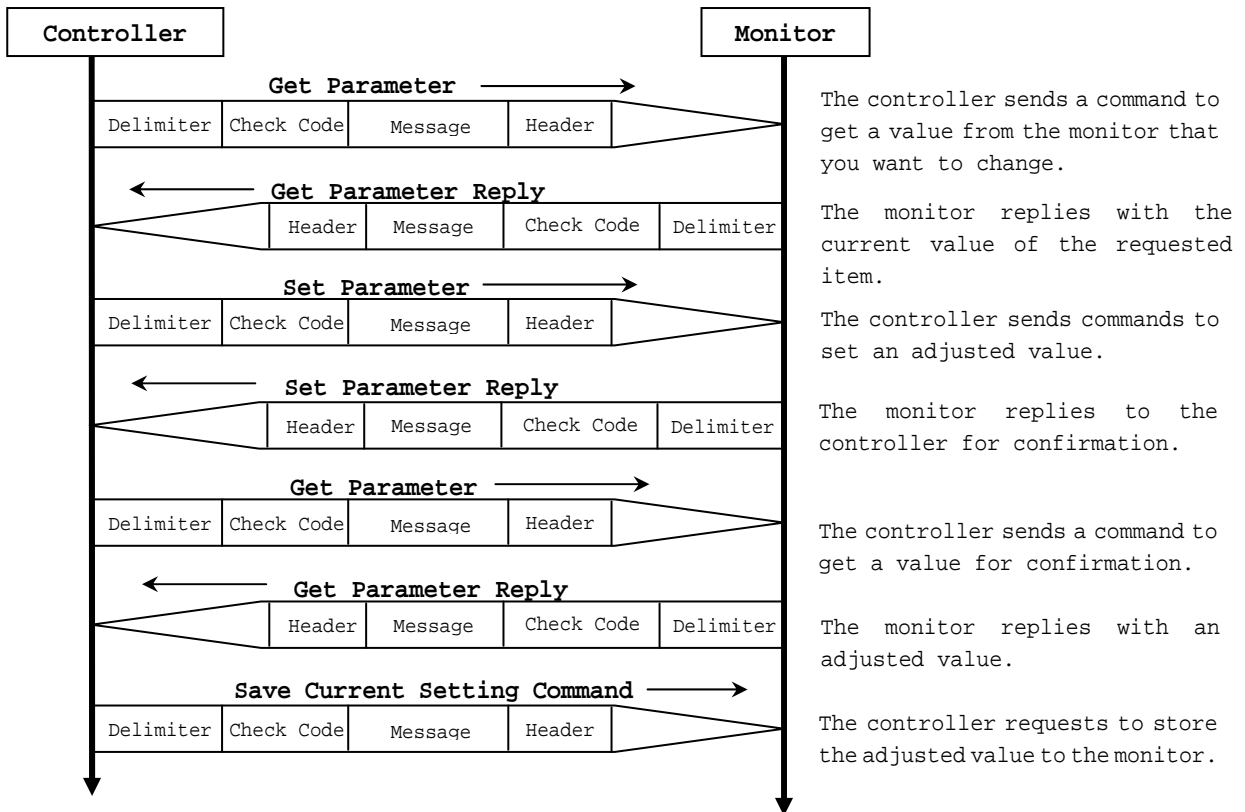 Controller
Monitor
Get Parameter
Delimiter Check Code Message Header
The controller sends a command to
get a value from the monitor that
you want to change.
Get Parameter Reply
Header Message Check Code Delimiter
The monitor replies with the
current value of the requested
item.
Set Parameter
Delimiter Check Code Message Header
The controller sends commands to
set an adjusted value.
Set Parameter Reply
Header Message Check Code Delimiter
The monitor replies to the
controller for confirmation.
Get Parameter
Delimiter Check Code Message Header
The controller sends a command to
get a value for confirmation.
Get Parameter Reply
Header Message Check Code Delimiter
The monitor replies with an
adjusted value.
Save Current Setting Command
Delimiter Check Code Message Header
The controller requests to store
the adjusted value to the monitor.